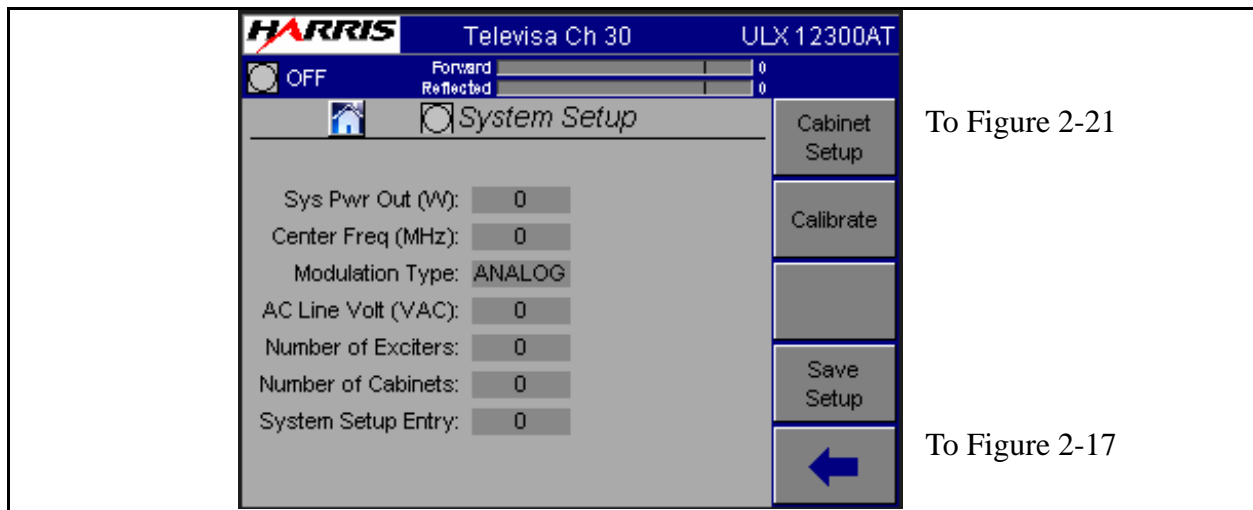 HARRIS Televisa Ch 30 ULX 12300AT
OFF
Forward 0
Reflected 0
System Setup
Cabinet
Setup
To Figure 2-21
Sys Pwr Out (W): 0
Center Freq (MHz): 0
Calibrate
Modulation Type: ANALOG
AC Line Volt (VAC): 0
Number of Exciters: 0
Number of Cabinets: 0
System Setup Entry: 0
Save
Setup
To Figure 2-17